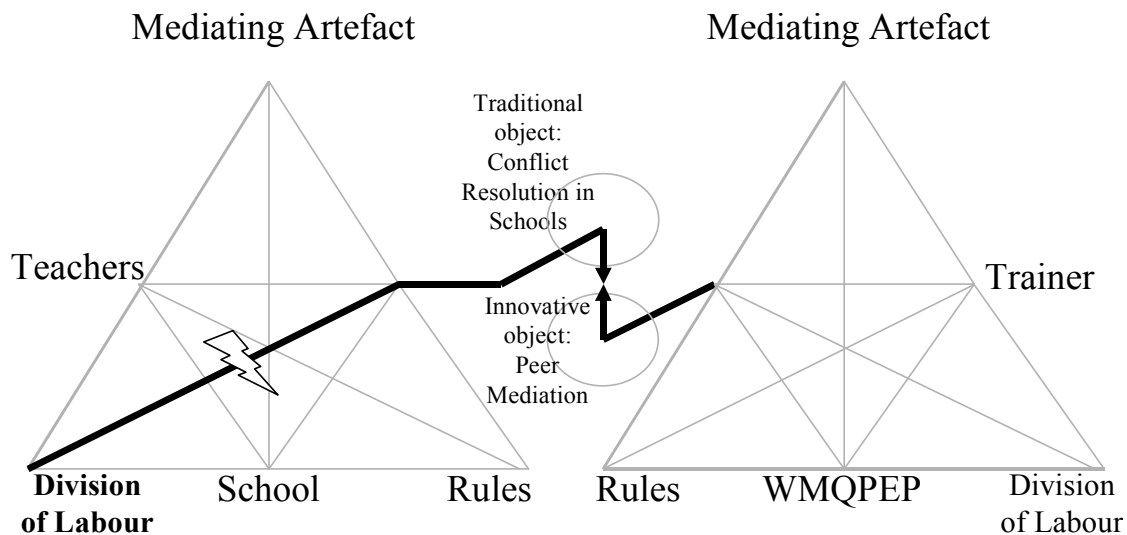 Mediating Artefact
Mediating Artefact
Traditional
object:
Conflict
Resolution in
Schools
Teachers
Trainer
Innovative
object:
Peer
Mediation
Division
of Labour
School
Rules
Rules
WMQPEP
Division
of Labour